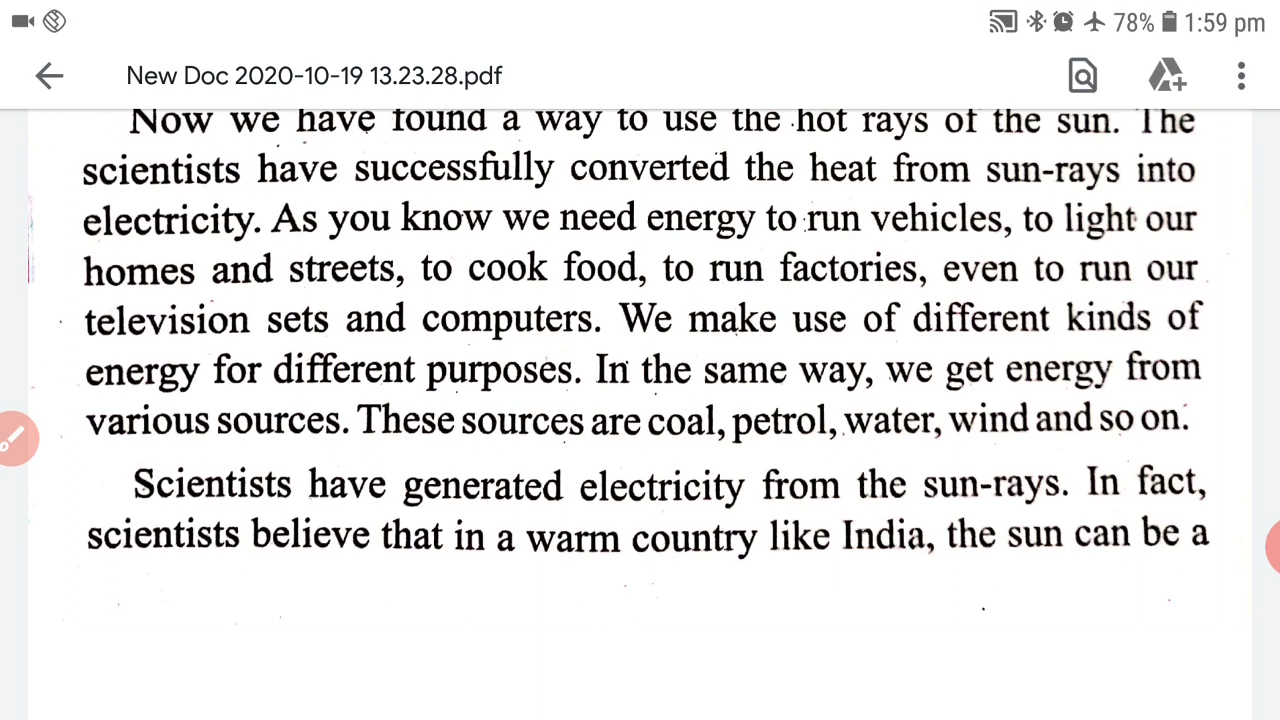 78% 1:59 pm
New Doc 2020-10-19 13.23.28.pdf
Now we have found a way to use the hot rays of the sun. The
scientists have successfully converted the heat from sun-rays into
electricity. As you know we need energy to run vehicles, to light our
homes and streets, to cook food, to run factories, even to run our
television sets and computers. We make use of different kinds of
energy for different purposes. In the same way, we get energy from
various sources. These sources are coal, petrol, water, wind and so on.
Scientists have generated electricity from the sun-rays. In fact,
scientists believe that in a warm country like India, the sun can be a